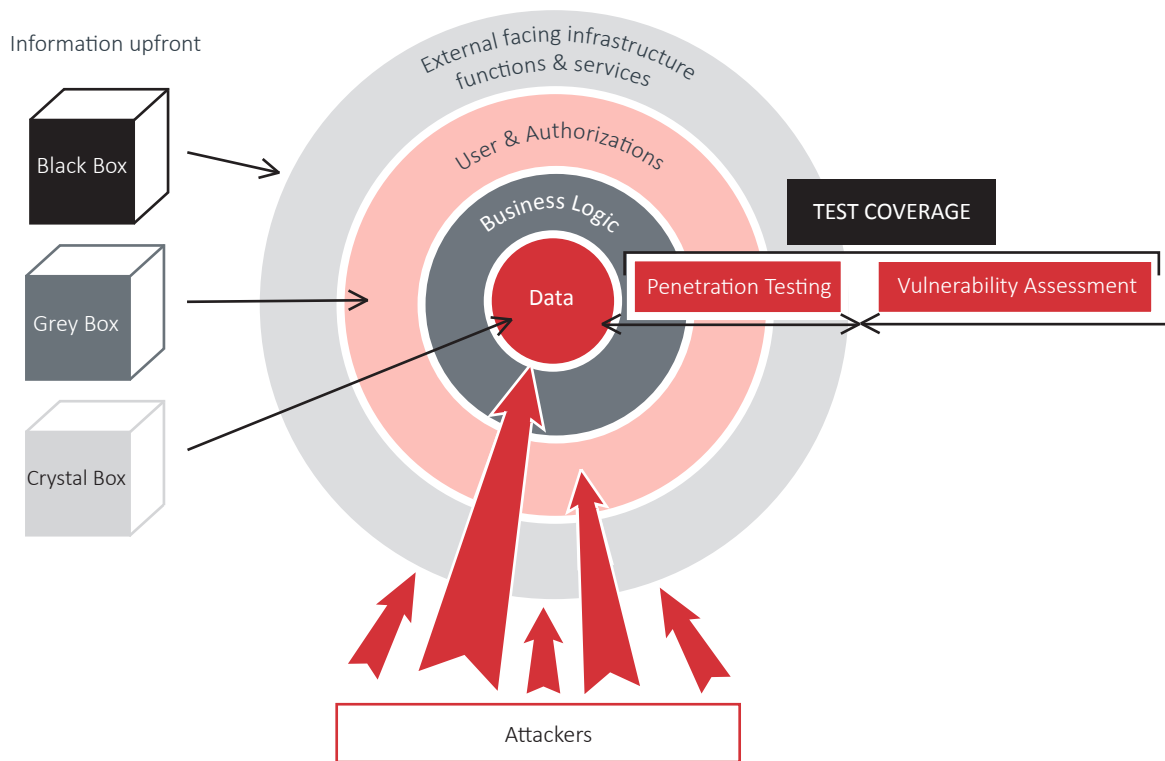 Information upfront
External facing infrastructure
functions & services
Black Box
User & Authorizations
TEST COVERAGE
Business Logic
Penetration Testing
Vulnerability Assessment
Data
Grey Box
Crystal Box
Attackers